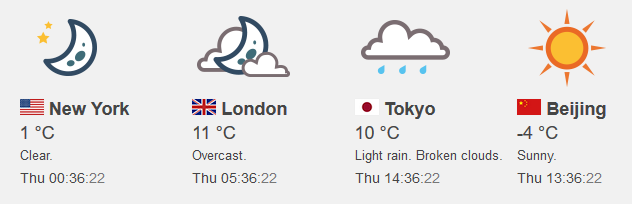 New York
1 °C
Clear.
Thu 00:36:22
London
11 °C
Overcast.
Thu 05:36:22
Tokyo
10 °C
Light rain. Broken clouds.
Thu 14:36:22
Beijing
-4 °C
Sunny.
Thu 13:36:22